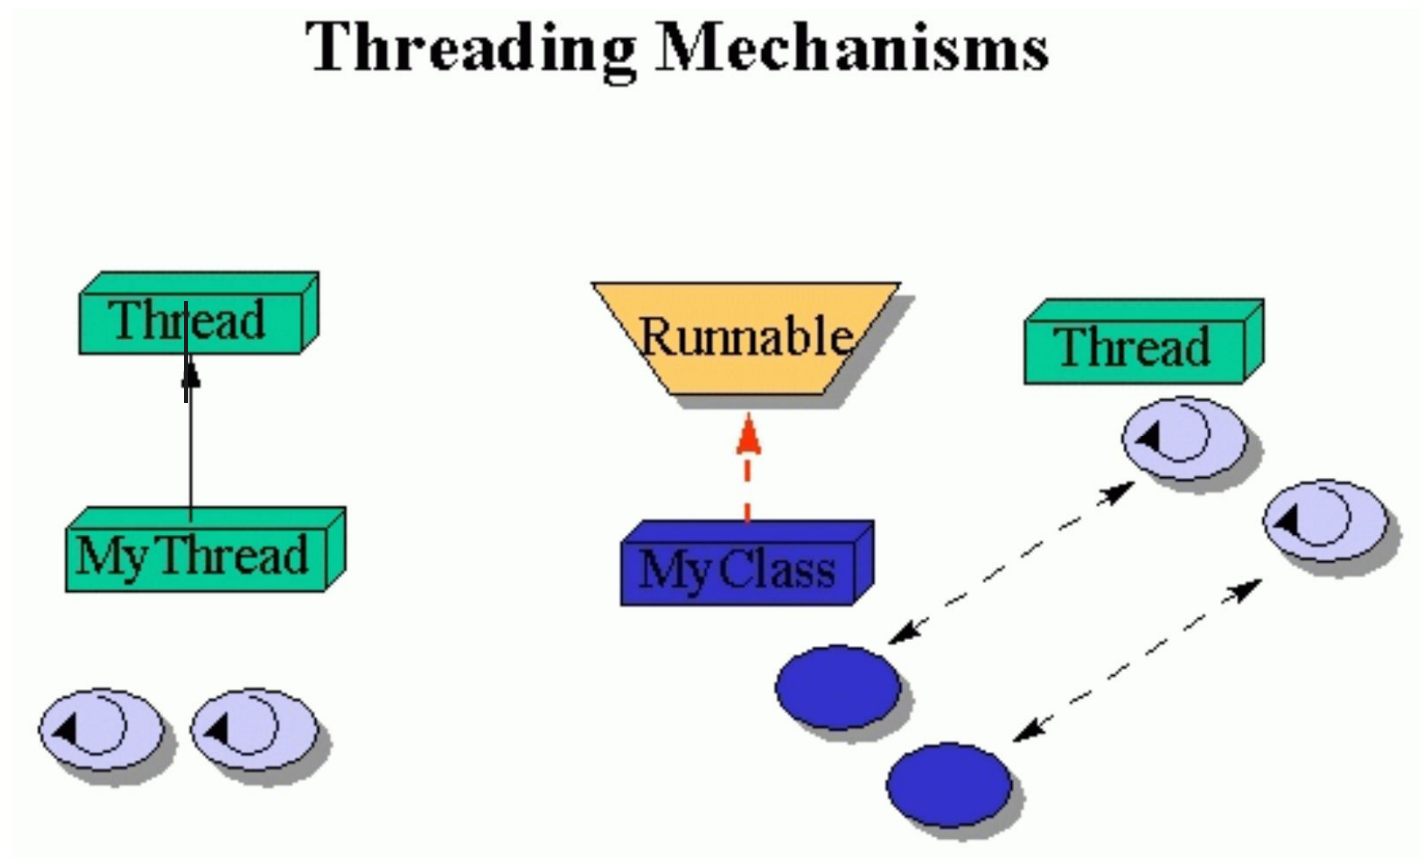 Threading Mechanisms
Thread
Runnable
Thread
MyThread
MyClass